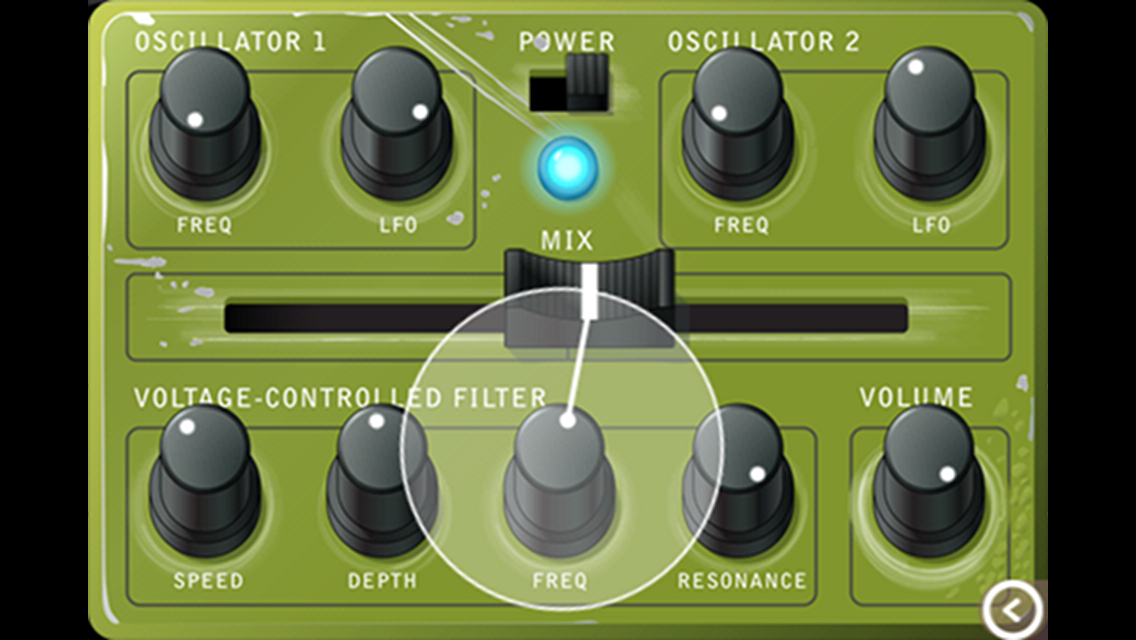 OSCILLATOR 1
POWER
OSCILLATOR 2
FREQ
LFO
FREQ
LFO
MIX
VOLTAGE-CONTROLLED FILTER
VOLUME
SPEED
DEPTH
FREQ
RESONANCE